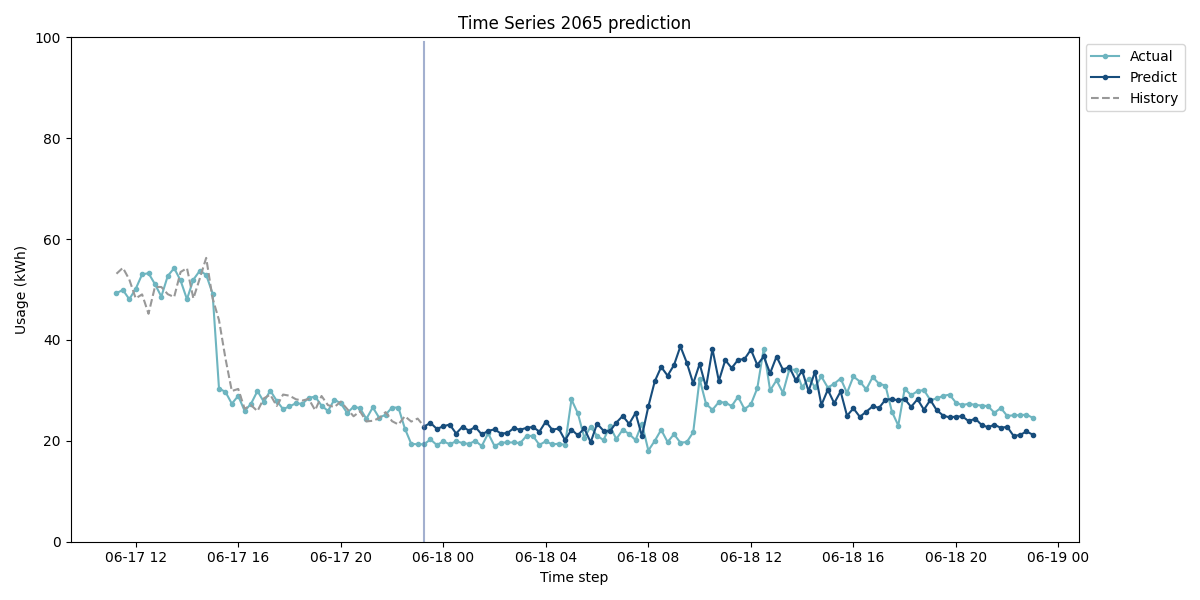 Time Series 2065 prediction
Usage (kWh)
100
80
60
40
20
0
06-17 12
06-17 16
06-17 20
06-18 00
06-18 04
06-18 08
06-18 12
06-18 16
06-18 20
06-19 00
Time step
Actual
Predict
History